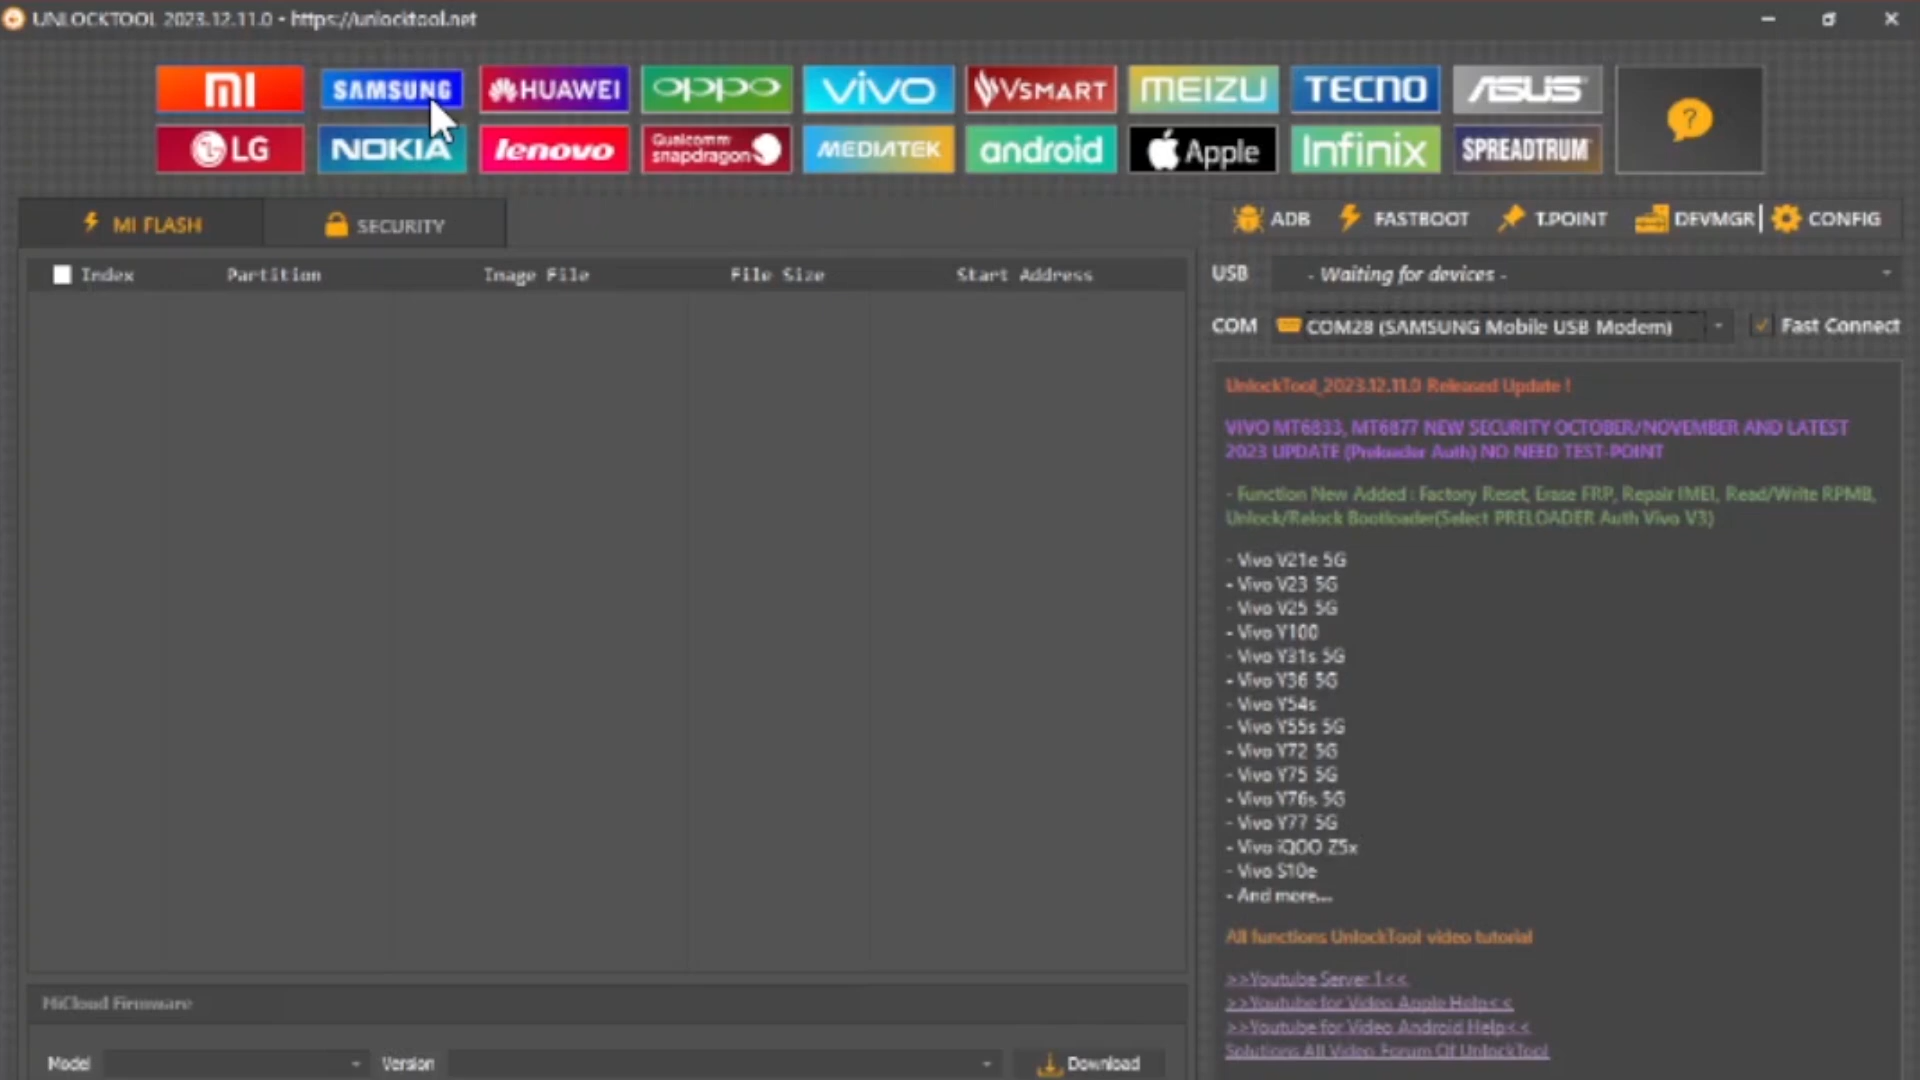 UNLOCKTOOL 2023.12.11.0 - https://unlocktool.net
MI SAMSUNG HUAWEI oppo vivo VSMART MEIZU TECNO ASUS ?
LG NOKIA lenovo Qualcomm snapdragon MEDIATEK android Apple Infinix SPREADTRUM
MI FLASH SECURITY
ADB FASTBOOT T.POINT DEVMGR CONFIG
Index Partition Image File File Size Start Address
USB - Waiting for devices -
COM COM28 (SAMSUNG Mobile USB Modem) Fast Connect
UnlockTool_2023.12.11.0 Released Update !
VIVO MT6833, MT6877 NEW SECURITY OCTOBER/NOVEMBER AND LATEST
2023 UPDATE (Preloader Auth) NO NEED TEST-POINT
- Function New Added : Factory Reset, Erase FRP, Repair IMEI, Read/Write RPMB,
Unlock/Relock Bootloader(Select PRELOADER Auth Vivo V3)
- Vivo V21e 5G
- Vivo V23 5G
- Vivo V25 5G
- Vivo Y100
- Vivo Y31s 5G
- Vivo Y36 5G
- Vivo Y54s
- Vivo Y55s 5G
- Vivo Y72 5G
- Vivo Y75 5G
- Vivo Y76s 5G
- Vivo Y77 5G
- Vivo iQOO Z5x
- Vivo S10e
- And more...
All functions UnlockTool video tutorial
>>Youtube Server 1<<
>>Youtube for Video Apple Help<<
>>Youtube for Video Android Help<<
Solutions All Video Forum Of UnlockTool
MiCloud Firmware
Model Version Download